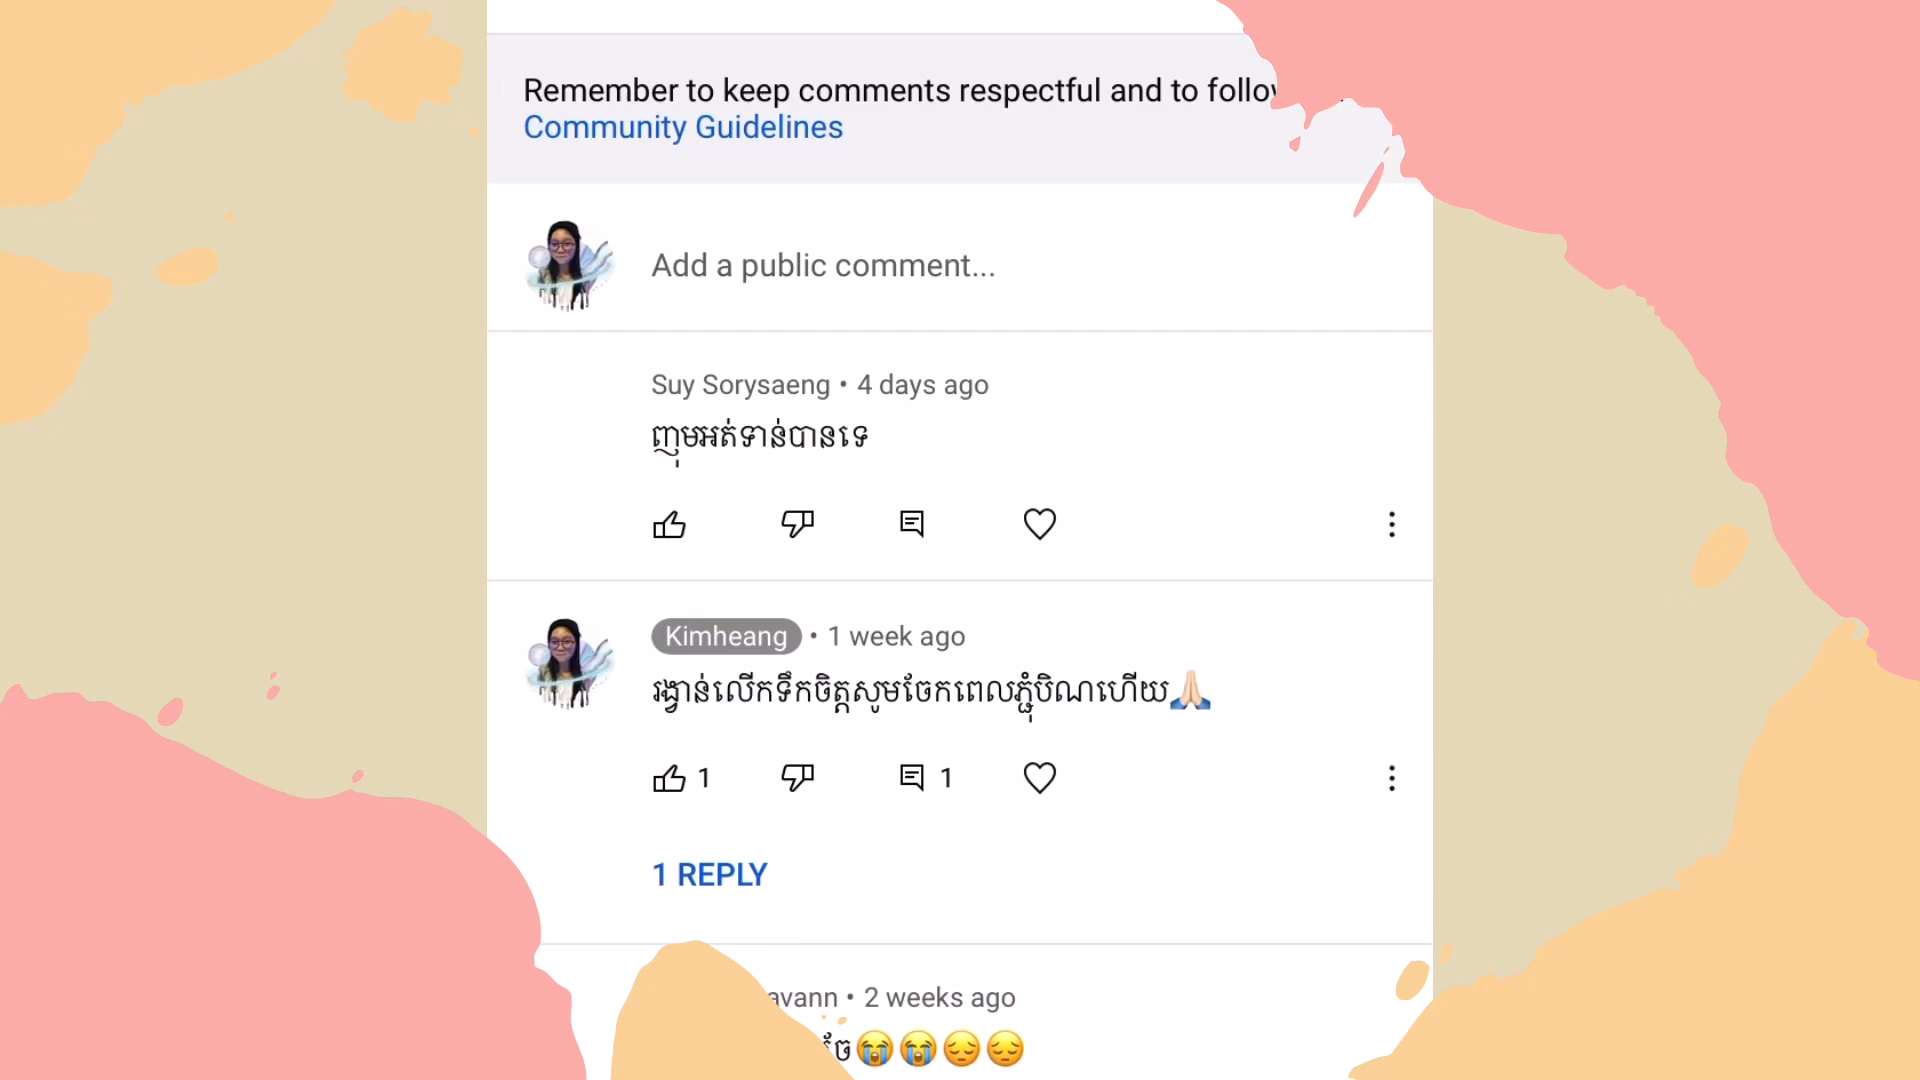 Remember to keep comments respectful and to follow
Community Guidelines
Add a public comment...
Suy Sorysaeng • 4 days ago
ញុមអត់ទាន់បានទេ
Kimheang • 1 week ago
រង្វាន់លើកទឹកចិត្តសូមចែកពេលភ្ជុំបិណហើយ🙏🏻
1 1
1 REPLY
avann • 2 weeks ago
ចែ😭😭😔😔